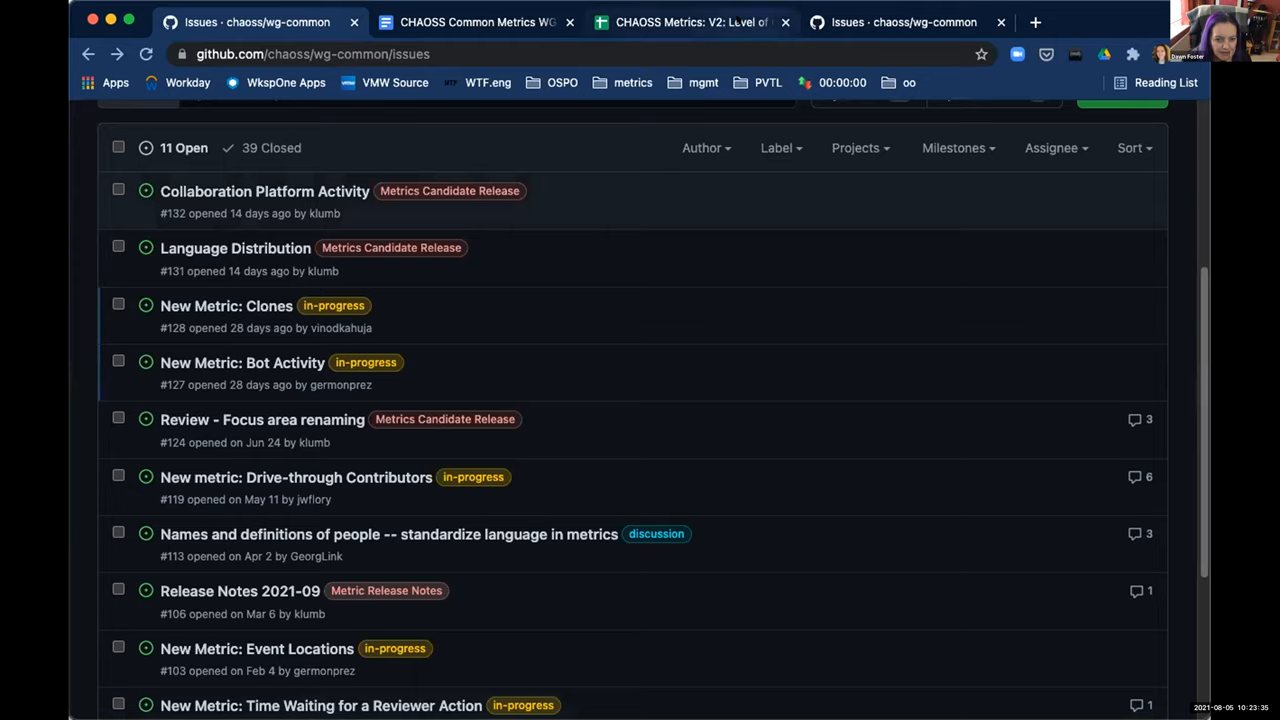 Issues · chaoss/wg-common
CHAOSS Common Metrics WG
CHAOSS Metrics: V2: Level of
Issues · chaoss/wg-common
github.com/chaoss/wg-common/issues
Dawn Foster
Apps
Workday
WkspOne Apps
vmw
VMW Source
WTF
WTF.eng
OSPO
metrics
mgmt
PVTL
00:00:00
oo
Reading List
11 Open
39 Closed
Author
Label
Projects
Milestones
Assignee
Sort
Collaboration Platform Activity Metrics Candidate Release
#132 opened 14 days ago by klumb
Language Distribution Metrics Candidate Release
#131 opened 14 days ago by klumb
New Metric: Clones in-progress
#128 opened 28 days ago by vinodkahuja
New Metric: Bot Activity in-progress
#127 opened 28 days ago by germonprez
Review - Focus area renaming Metrics Candidate Release
3
#124 opened on Jun 24 by klumb
New metric: Drive-through Contributors in-progress
6
#119 opened on May 11 by jwflory
Names and definitions of people -- standardize language in metrics discussion
3
#113 opened on Apr 2 by GeorgLink
Release Notes 2021-09 Metric Release Notes
1
#106 opened on Mar 6 by klumb
New Metric: Event Locations in-progress
#103 opened on Feb 4 by germonprez
New Metric: Time Waiting for a Reviewer Action in-progress
1
2021-08-05 10:23:35